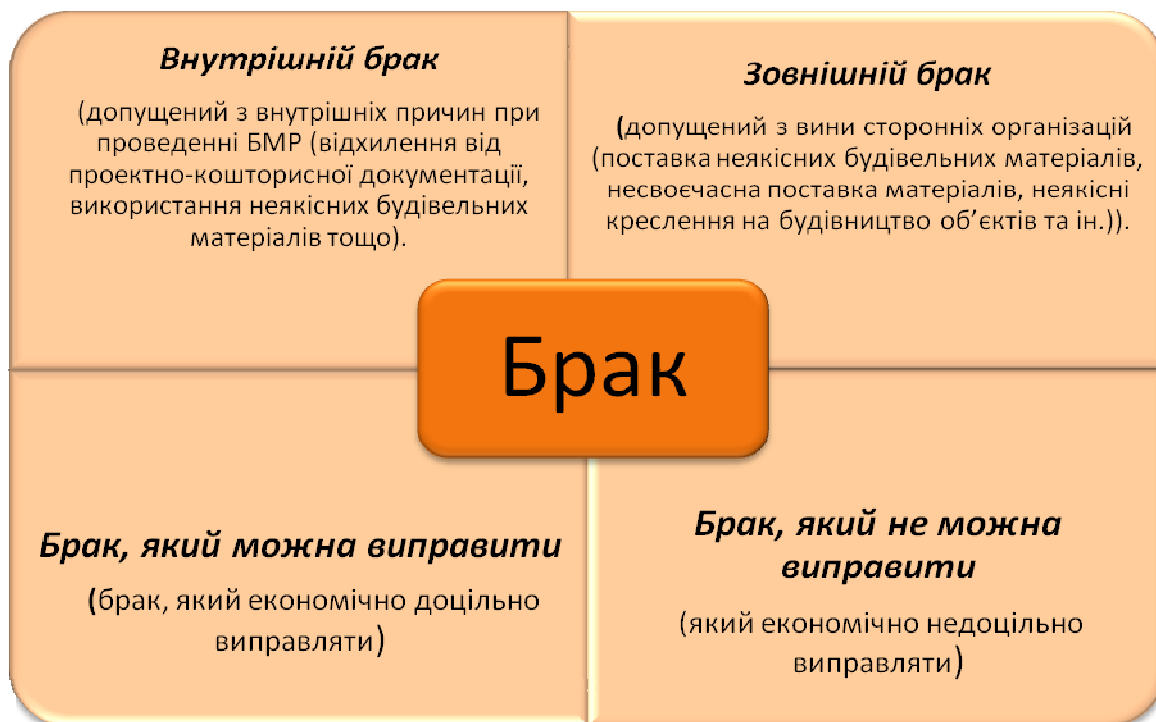 Внутрішній брак
(допущений з внутрішніх причин при
проведенні БМР (відхилення від
проектно-кошторисної документації,
використання неякісних будівельних
матеріалів тощо).
Зовнішній брак
(допущений з вини сторонніх організацій
(поставка неякісних будівельних матеріалів,
несвоєчасна поставка матеріалів, неякісні
креслення на будівництво об’єктів та ін.)).
Брак
Брак, який можна виправити
(брак, який економічно доцільно
виправляти)
Брак, який не можна
виправити
(який економічно недоцільно
виправляти)